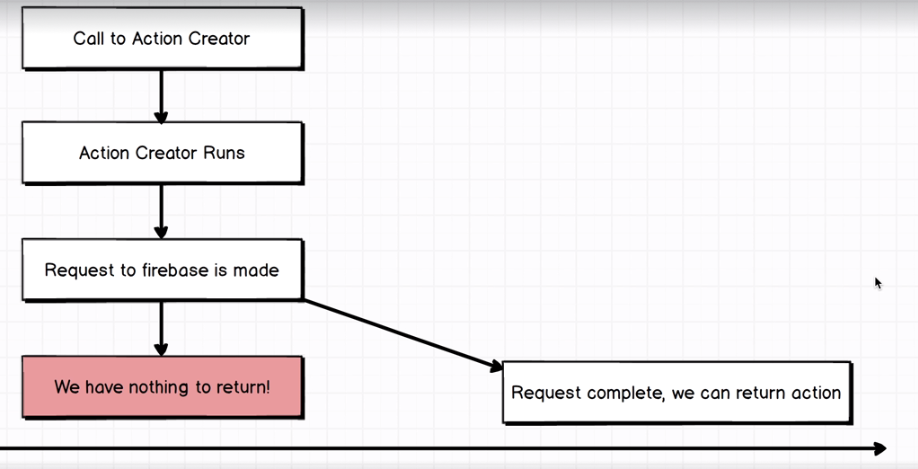 Call to Action Creator
Action Creator Runs
Request to firebase is made
We have nothing to return!
Request complete, we can return action